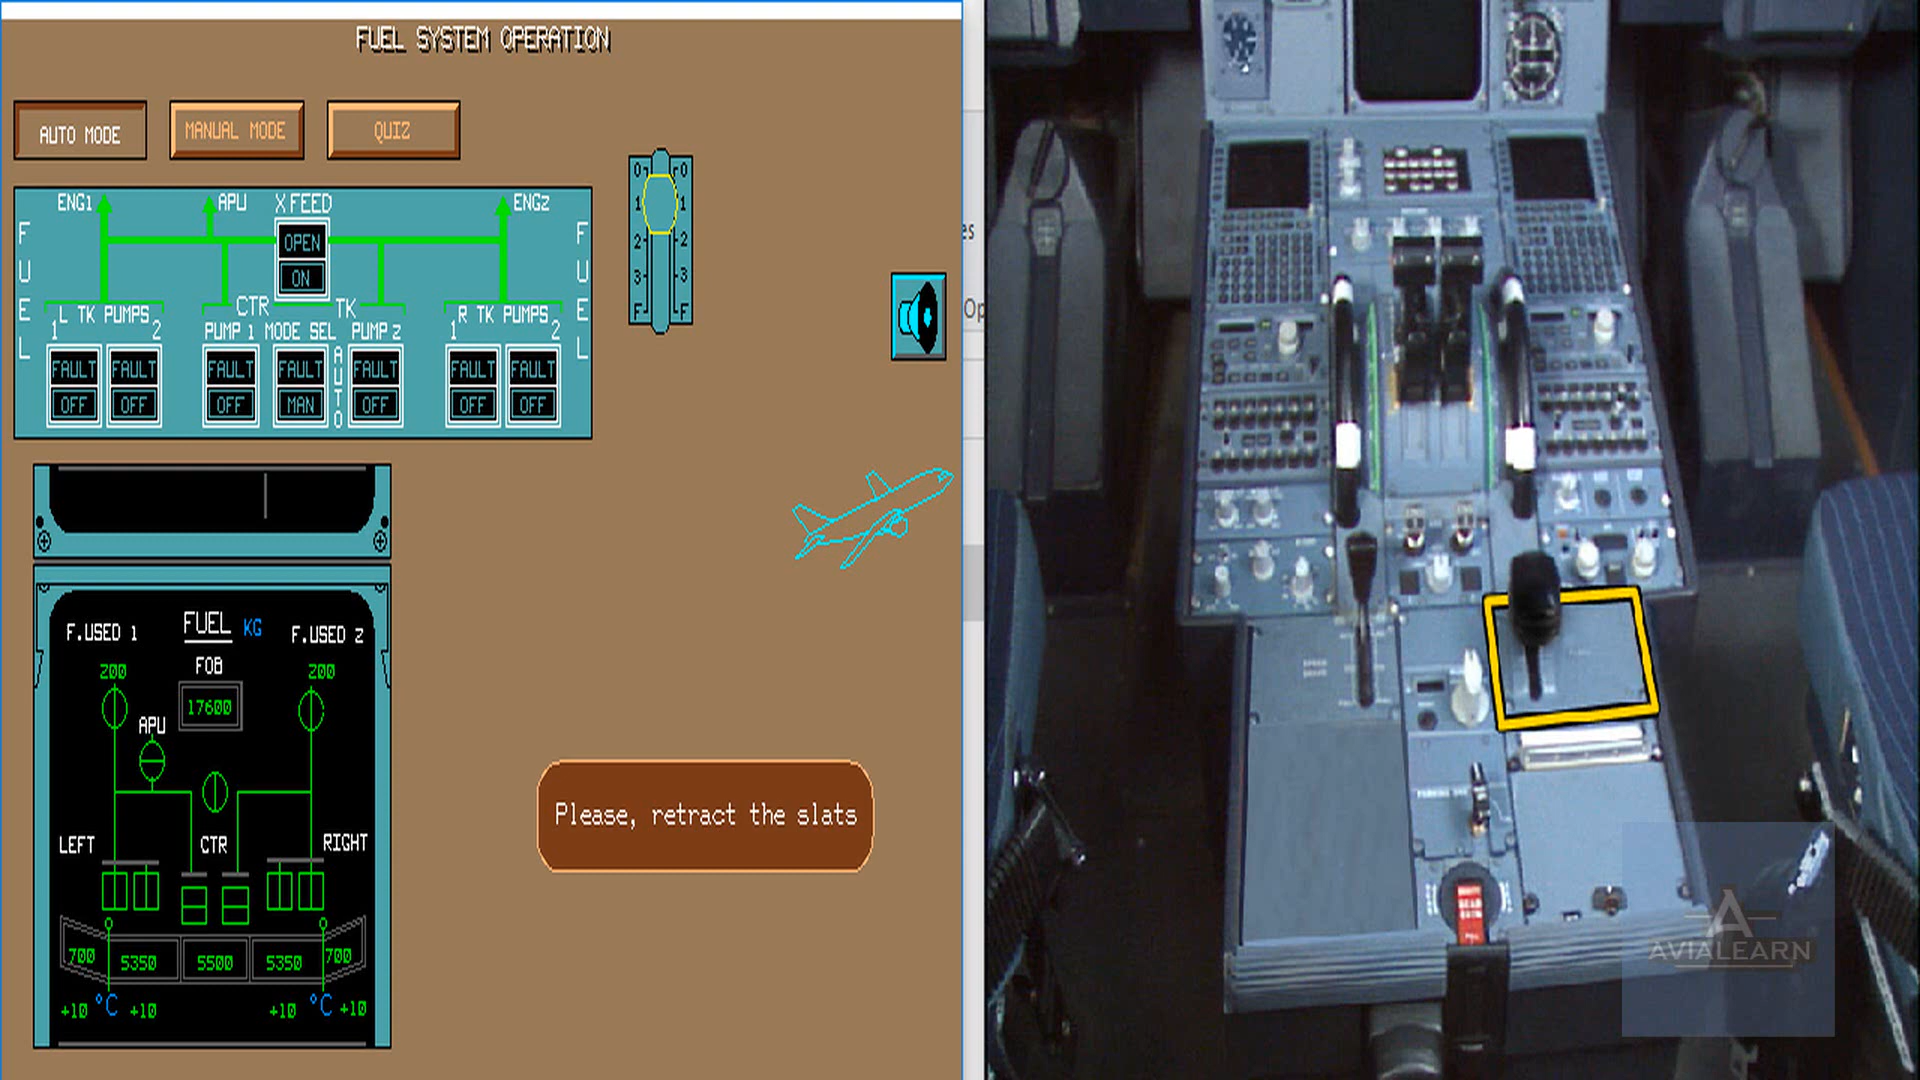 FUEL SYSTEM OPERATION
AUTO MODE
MANUAL MODE
QUIZ
ENG1
APU
X FEED
ENG2
FUEL
FUEL
OPEN
ON
L TK PUMPS
CTR
TK
R TK PUMPS
1
2
PUMP 1
MODE SEL
PUMP 2
1
2
AUTO
FAULT
FAULT
FAULT
FAULT
FAULT
FAULT
FAULT
OFF
OFF
OFF
MAN
OFF
OFF
OFF
0
0
1
1
2
2
3
3
F
F
es
Op
F.USED 1
FUEL
KG
F.USED 2
FOB
200
17600
200
APU
LEFT
CTR
RIGHT
700
5350
5500
5350
700
+10
°C
+10
+10
°C
+10
Please, retract the slats
AVIALEARN